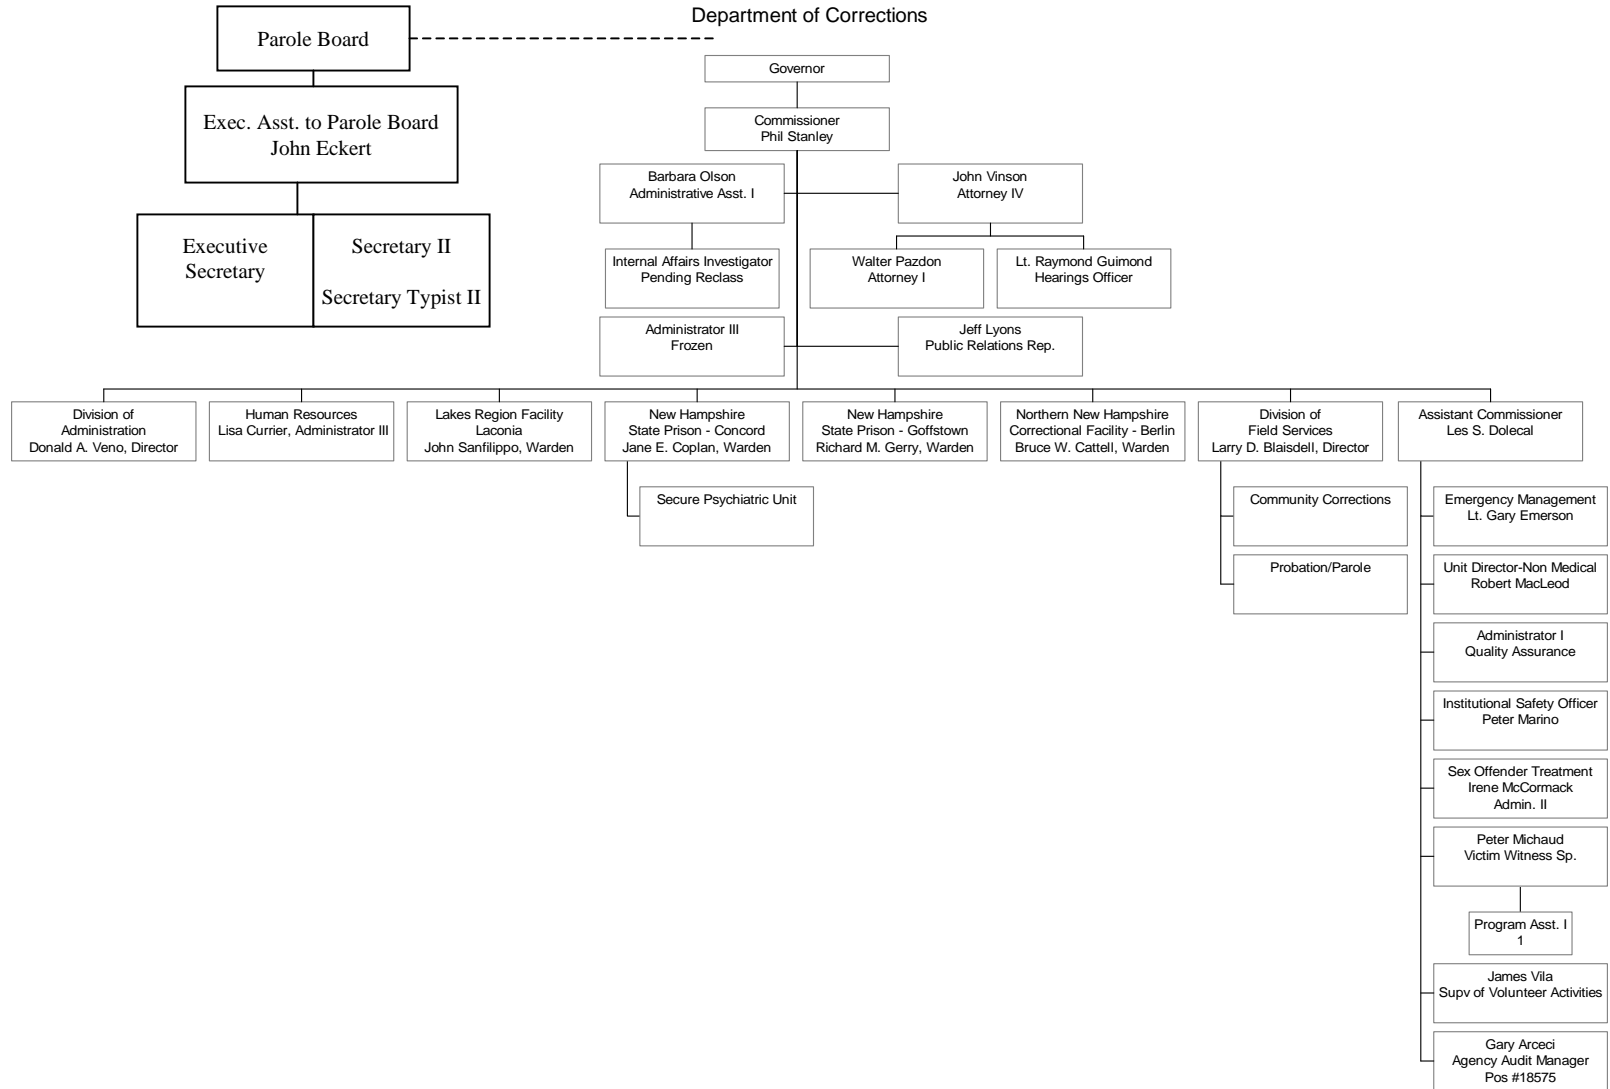 Department of Corrections
Parole Board
Exec. Asst. to Parole Board
John Eckert
Executive
Secretary
Secretary II
Secretary Typist II
Governor
Commissioner
Phil Stanley
Barbara Olson
Administrative Asst. I
John Vinson
Attorney IV
Internal Affairs Investigator
Pending Reclass
Walter Pazdon
Attorney I
Lt. Raymond Guimond
Hearings Officer
Administrator III
Frozen
Jeff Lyons
Public Relations Rep.
Division of
Administration
Donald A. Veno, Director
Human Resources
Lisa Currier, Administrator III
Lakes Region Facility
Laconia
John Sanfilippo, Warden
New Hampshire
State Prison - Concord
Jane E. Coplan, Warden
Secure Psychiatric Unit
New Hampshire
State Prison - Goffstown
Richard M. Gerry, Warden
Northern New Hampshire
Correctional Facility - Berlin
Bruce W. Cattell, Warden
Division of
Field Services
Larry D. Blaisdell, Director
Community Corrections
Probation/Parole
Assistant Commissioner
Les S. Dolecal
Emergency Management
Lt. Gary Emerson
Unit Director-Non Medical
Robert MacLeod
Administrator I
Quality Assurance
Institutional Safety Officer
Peter Marino
Sex Offender Treatment
Irene McCormack
Admin. II
Peter Michaud
Victim Witness Sp.
Program Asst. I
1
James Vila
Supv of Volunteer Activities
Gary Arceci
Agency Audit Manager
Pos #18575